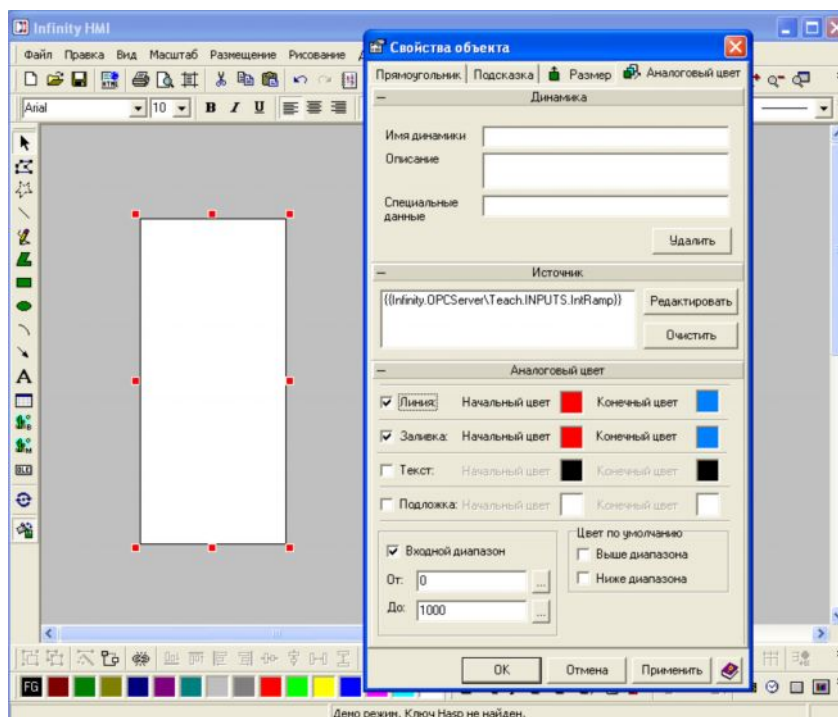 Infinity HMI
Файл Правка Вид Масштаб Размещение Рисование
Arial 10 B I U
A
FG
Демо режим. Ключ Hasp не найден.
Свойства объекта
Прямоугольник Подсказка Размер Аналоговый цвет
Динамика
Имя динамики
Описание
Специальные
данные
Удалить
Источник
{{Infinity.OPCServer\Teach.INPUTS.IntRamp}}
Редактировать
Очистить
Аналоговый цвет
Линия: Начальный цвет Конечный цвет
Заливка: Начальный цвет Конечный цвет
Текст: Начальный цвет Конечный цвет
Подложка: Начальный цвет Конечный цвет
Входной диапазон
От: 0 ...
До: 1000 ...
Цвет по умолчанию
Выше диапазона
Ниже диапазона
OK Отмена Применить